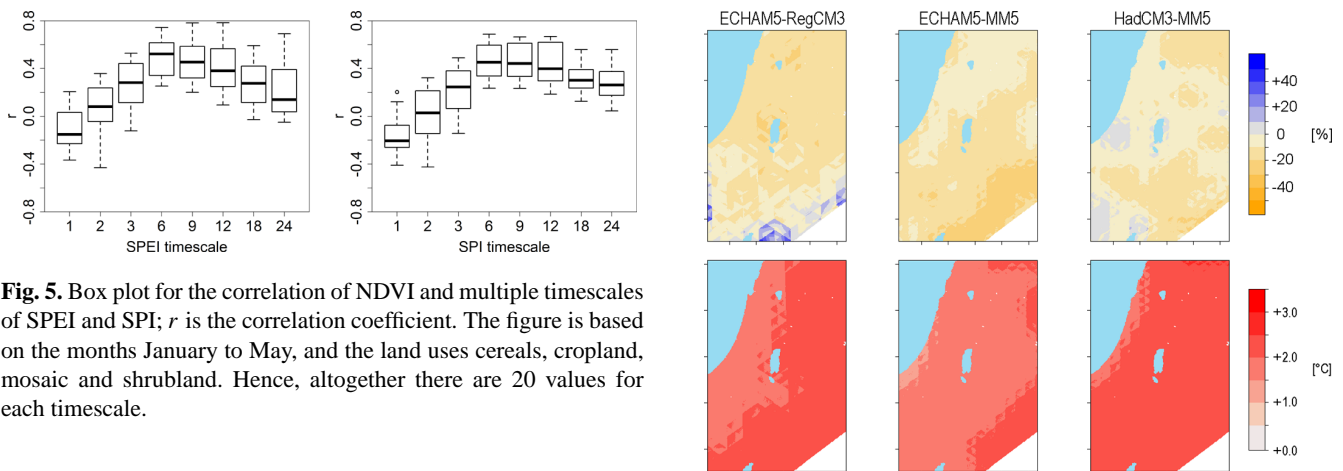 0.8
0.4
0.0
-0.4
-0.8
r
1 2 3 6 9 12 18 24
SPEI timescale
0.8
0.4
0.0
-0.4
-0.8
r
1 2 3 6 9 12 18 24
SPI timescale
Fig. 5. Box plot for the correlation of NDVI and multiple timescales
of SPEI and SPI; r is the correlation coefficient. The figure is based
on the months January to May, and the land uses cereals, cropland,
mosaic and shrubland. Hence, altogether there are 20 values for
each timescale.
ECHAM5-RegCM3 ECHAM5-MM5 HadCM3-MM5
+40
+20
0
-20
-40
[%]
+3.0
+2.0
+1.0
+0.0
[°C]